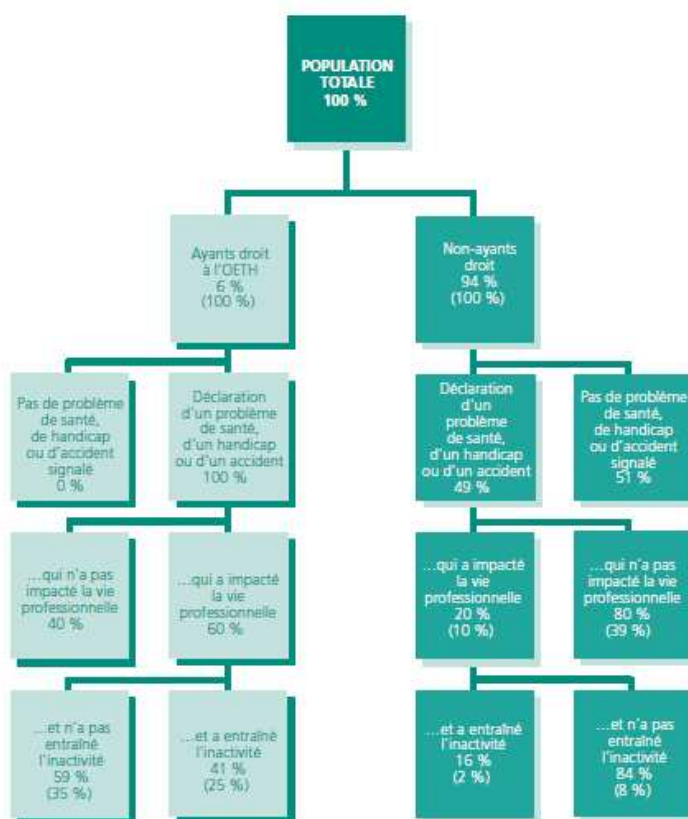 POPULATION
TOTALE
100 %
Ayants droit
à l'OETH
6 %
(100 %)
Non-ayants
droit
94 %
(100 %)
Pas de problème
de santé,
de handicap
ou d'accident
signalé
0 %
Déclaration
d'un problème
de santé,
d'un handicap
ou d'un accident
100 %
Déclaration
d'un
problème
de santé,
d'un handicap
ou d'un accident
49 %
Pas de problème
de santé,
de handicap
ou d'accident
signalé
51 %
…qui n'a pas
impacté la vie
professionnelle
40 %
…qui a impacté
la vie
professionnelle
60 %
…qui a impacté
la vie
professionnelle
20 %
(10 %)
…qui n'a pas
impacté la vie
professionnelle
80 %
(39 %)
…et n'a pas
entraîné
l'inactivité
59 %
(35 %)
…et a entraîné
l'inactivité
41 %
(25 %)
…et a entraîné
l'inactivité
16 %
(2 %)
…et n'a pas
entraîné
l'inactivité
84 %
(8 %)